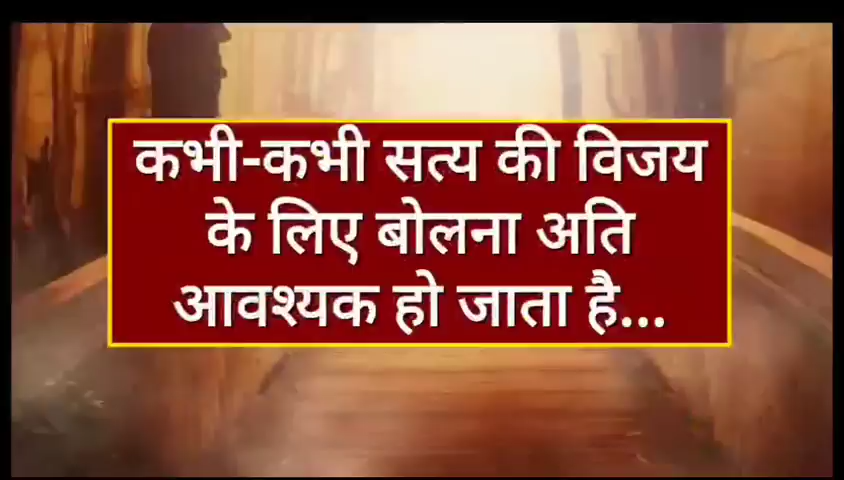 कभी-कभी सत्य की विजय
के लिए बोलना अति
आवश्यक हो जाता है...